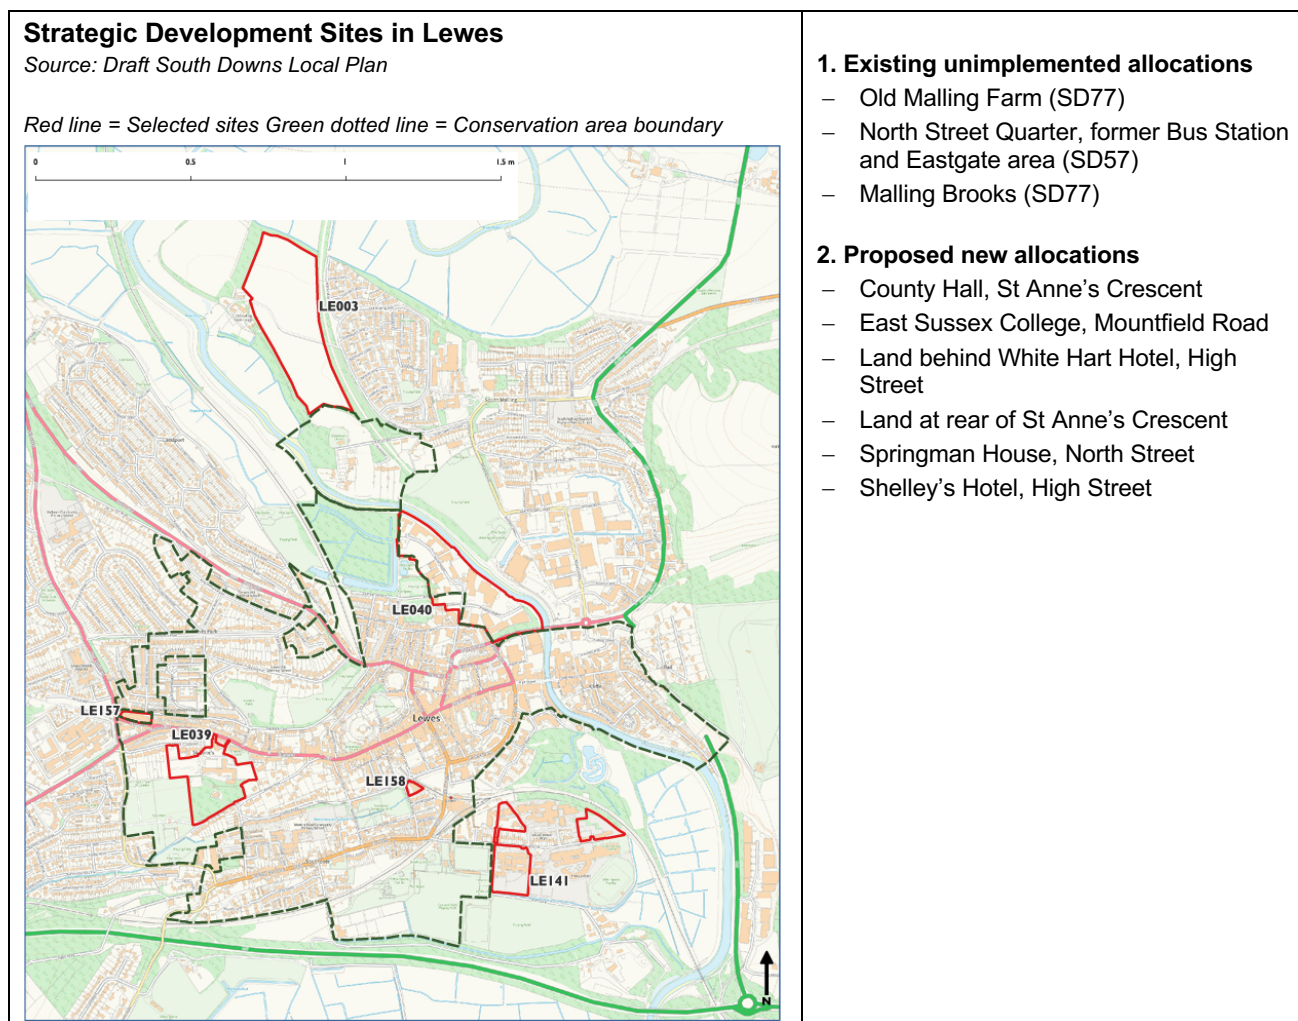 Strategic Development Sites in Lewes
Source: Draft South Downs Local Plan
Red line = Selected sites Green dotted line = Conservation area boundary
0 0.5 1 1.5 m
LE003
LE040
LE157
LE039
Lewes
LE158
LE141
N
1. Existing unimplemented allocations
– Old Malling Farm (SD77)
– North Street Quarter, former Bus Station
and Eastgate area (SD57)
– Malling Brooks (SD77)
2. Proposed new allocations
– County Hall, St Anne’s Crescent
– East Sussex College, Mountfield Road
– Land behind White Hart Hotel, High
Street
– Land at rear of St Anne’s Crescent
– Springman House, North Street
– Shelley’s Hotel, High Street